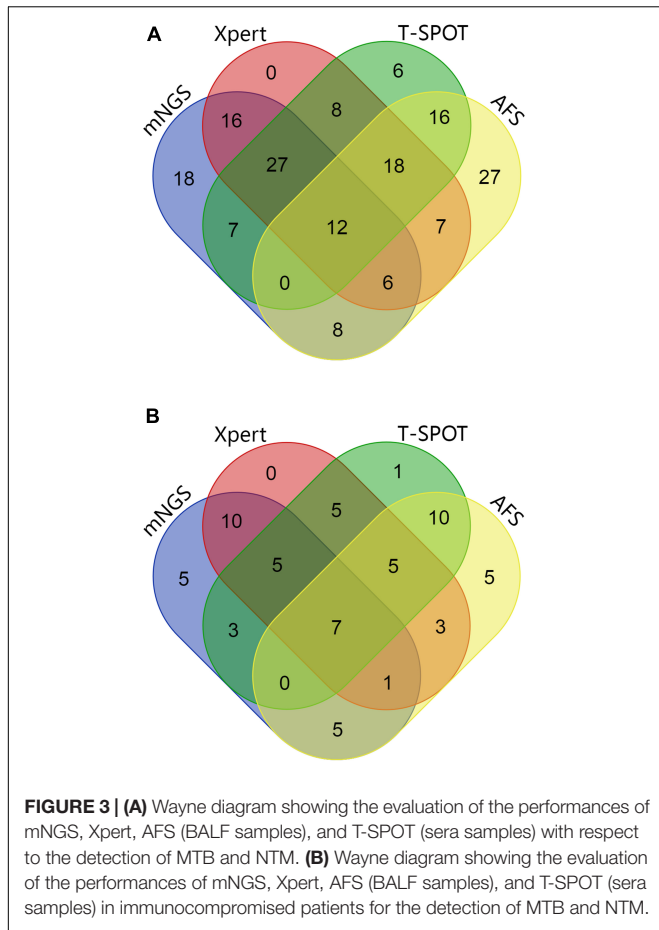 A
Xpert
T-SPOT
mNGS
AFS
0
6
16
8
16
18
27
18
27
7
12
7
0
6
8
B
Xpert
T-SPOT
mNGS
AFS
0
1
10
5
10
5
5
5
5
3
7
3
0
1
5
FIGURE 3 | (A) Wayne diagram showing the evaluation of the performances of
mNGS, Xpert, AFS (BALF samples), and T-SPOT (sera samples) with respect
to the detection of MTB and NTM. (B) Wayne diagram showing the evaluation
of the performances of mNGS, Xpert, AFS (BALF samples), and T-SPOT (sera
samples) in immunocompromised patients for the detection of MTB and NTM.